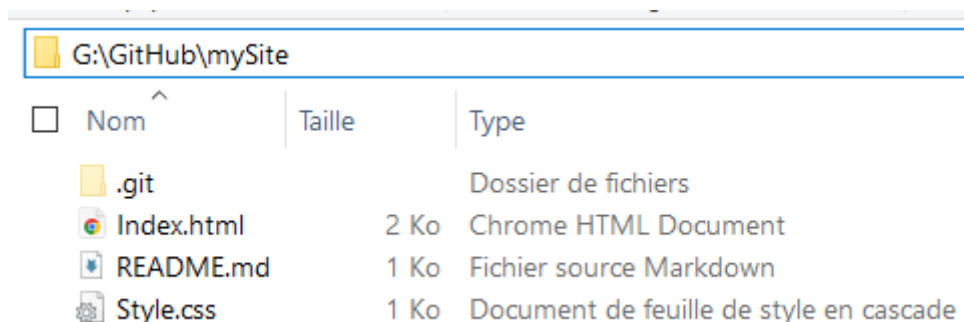 G:\GitHub\mySite
Nom Taille Type
.git Dossier de fichiers
Index.html 2 Ko Chrome HTML Document
README.md 1 Ko Fichier source Markdown
Style.css 1 Ko Document de feuille de style en cascade